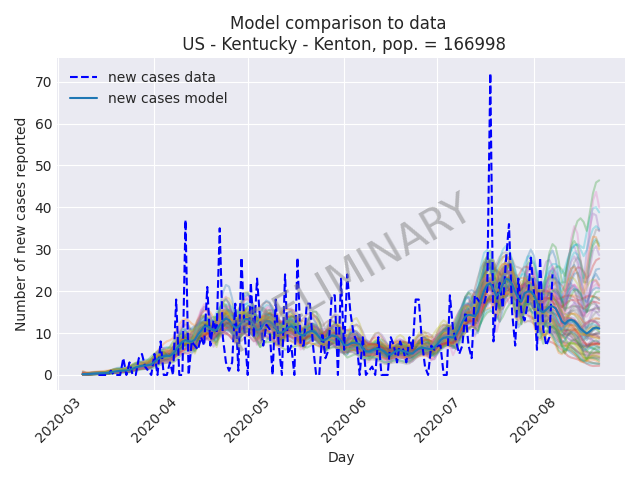 Model comparison to data
US - Kentucky - Kenton, pop. = 166998
new cases data
new cases model
Number of new cases reported
70
60
50
40
30
20
10
0
2020-03
2020-04
2020-05
2020-06
2020-07
2020-08
Day